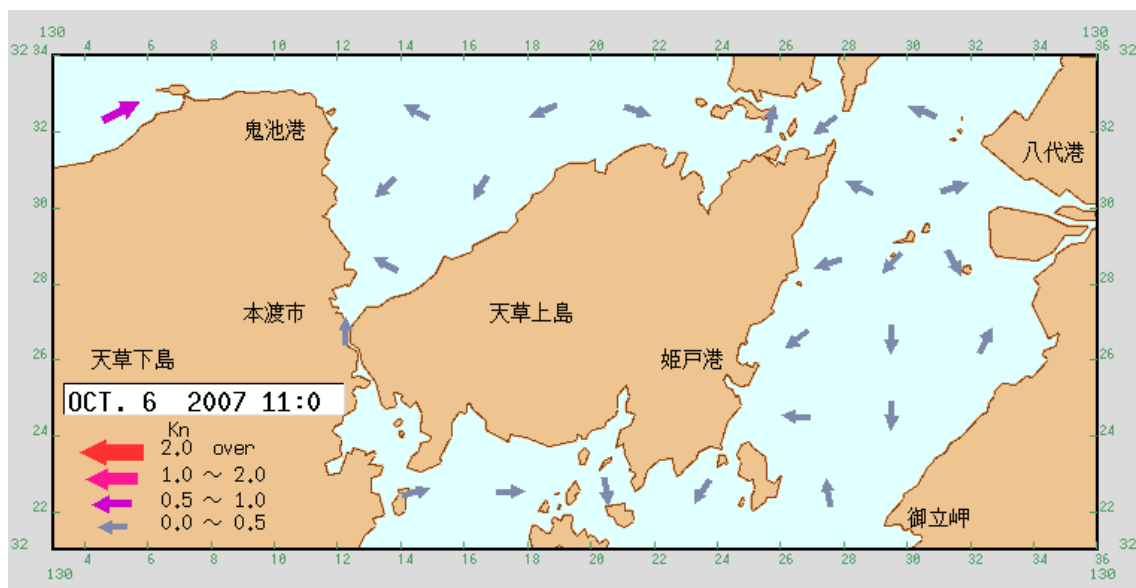 130 130
32 34 4 6 8 10 12 14 16 18 20 22 24 26 28 30 32 34 36 32
32 鬼池港 八代港 32
30 30
28 28
本渡市 天草上島
26 天草下島 姫戸港 26
OCT. 6 2007 11:0
24 Kn 24
2.0 over
1.0 ～ 2.0
22 0.5 ～ 1.0 22
0.0 ～ 0.5 御立岬
32 32
4 6 8 10 12 14 16 18 20 22 24 26 28 30 32 34 36
130 130